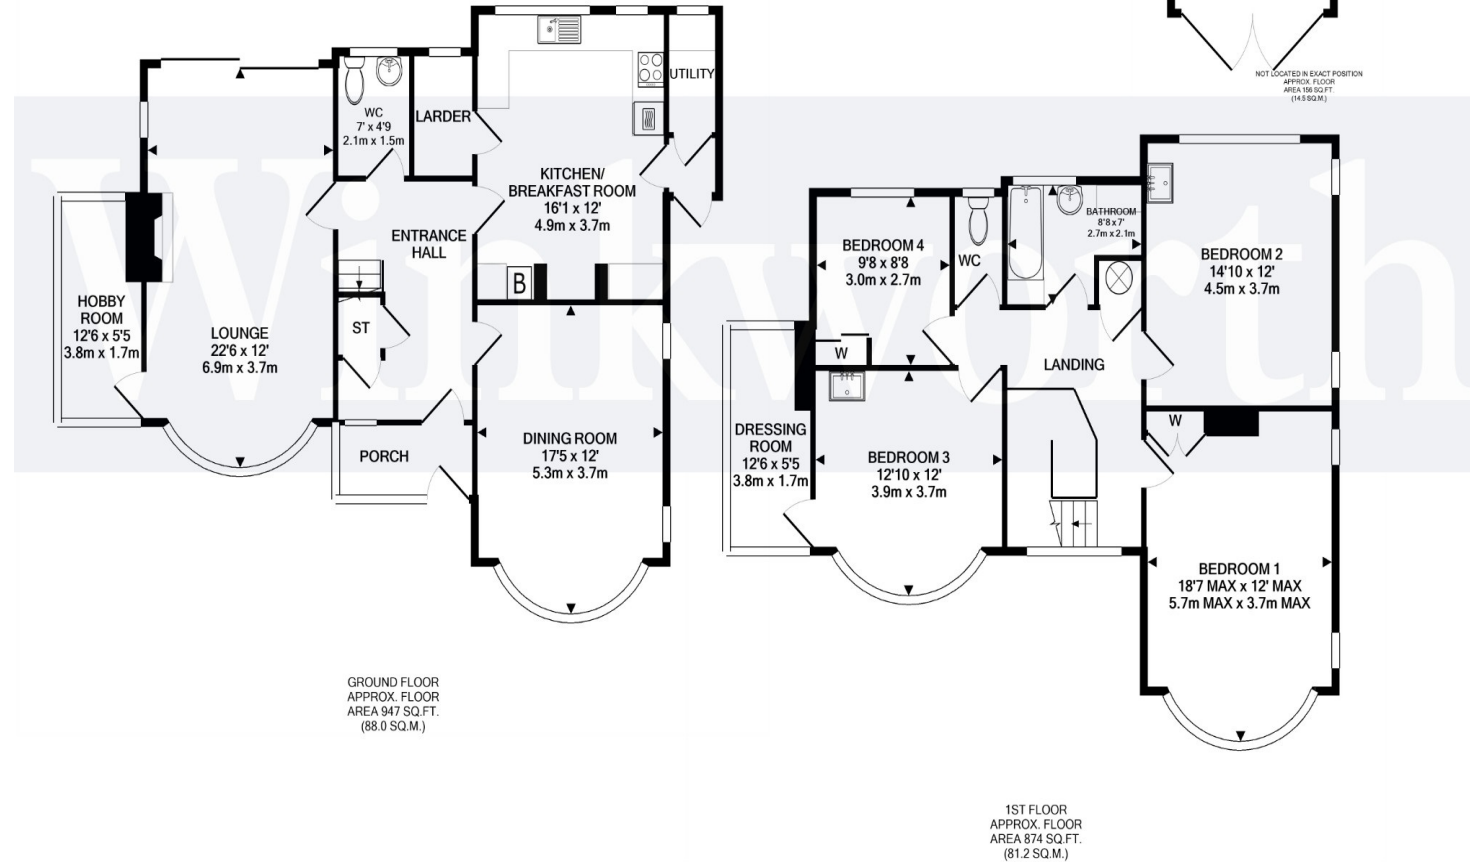 NOT LOCATED IN EXACT POSITION
APPROX. FLOOR
AREA 156 SQ.FT.
(14.5 SQ.M.)
WC
7' x 4'9
2.1m x 1.5m
LARDER
UTILITY
KITCHEN/
BREAKFAST ROOM
16'1 x 12'
4.9m x 3.7m
ENTRANCE
HALL
B
HOBBY
ROOM
12'6 x 5'5
3.8m x 1.7m
LOUNGE
22'6 x 12'
6.9m x 3.7m
ST
PORCH
DINING ROOM
17'5 x 12'
5.3m x 3.7m
GROUND FLOOR
APPROX. FLOOR
AREA 947 SQ.FT.
(88.0 SQ.M.)
BEDROOM 4
9'8 x 8'8
3.0m x 2.7m
WC
BATHROOM
8'8 x 7'
2.7m x 2.1m
BEDROOM 2
14'10 x 12'
4.5m x 3.7m
W
LANDING
W
DRESSING
ROOM
12'6 x 5'5
3.8m x 1.7m
BEDROOM 3
12'10 x 12'
3.9m x 3.7m
BEDROOM 1
18'7 MAX x 12' MAX
5.7m MAX x 3.7m MAX
1ST FLOOR
APPROX. FLOOR
AREA 874 SQ.FT.
(81.2 SQ.M.)
Winkworth